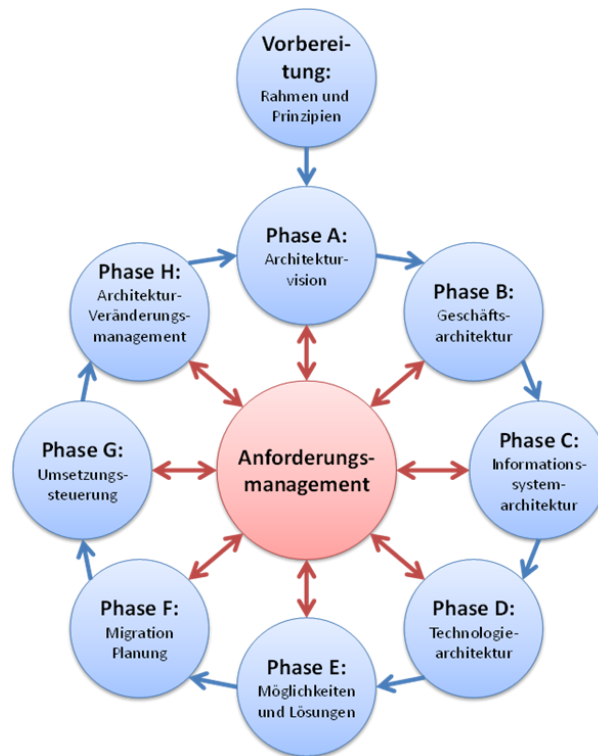 Vorberei-
tung:
Rahmen und
Prinzipien
Phase A:
Architektur-
vision
Phase B:
Geschäfts-
architektur
Phase C:
Informations-
system-
architektur
Phase D:
Technologie-
architektur
Phase E:
Möglichkeiten
und Lösungen
Phase F:
Migration
Planung
Phase G:
Umsetzungs-
steuerung
Phase H:
Architektur-
Veränderungs-
management
Anforderungs-
management